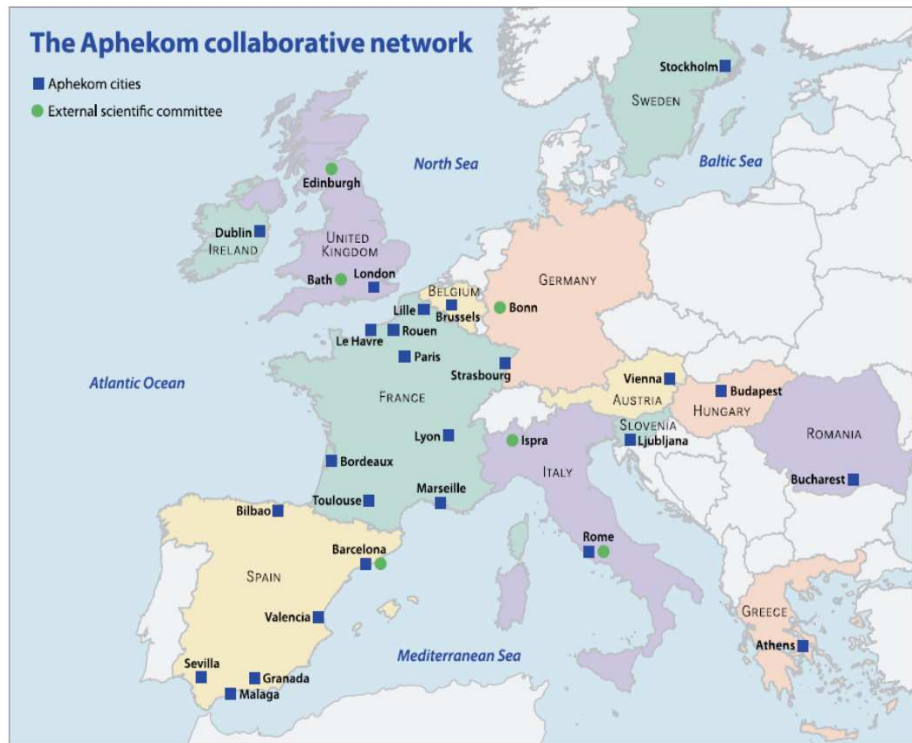 The Aphekom collaborative network
Aphekom cities
External scientific committee
Stockholm
SWEDEN
North Sea
Baltic Sea
Edinburgh
Dublin
IRELAND
UNITED
KINGDOM
Bath
London
BELGIUM
Brussels
GERMANY
Bonn
Lille
Le Havre
Rouen
Paris
Strasbourg
Atlantic Ocean
FRANCE
Vienna
AUSTRIA
Budapest
HUNGARY
SLOVENIA
Ljubljana
ROMANIA
Bucharest
Lyon
Ispra
ITALY
Bordeaux
Toulouse
Marseille
Bilbao
Barcelona
Rome
SPAIN
Valencia
GREECE
Athens
Mediterranean Sea
Sevilla
Granada
Malaga